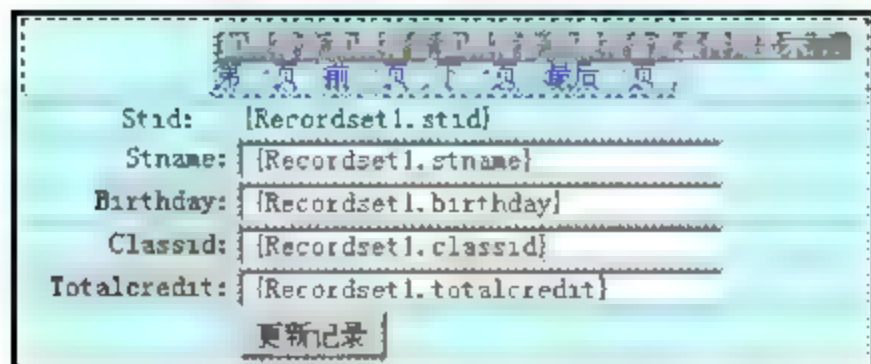 第一页 前一页 下一页 最后一页
Stid: {Recordset1.stid}
Stname: {Recordset1.stname}
Birthday: {Recordset1.birthday}
Classid: {Recordset1.classid}
Totalcredit: {Recordset1.totalcredit}
更新记录